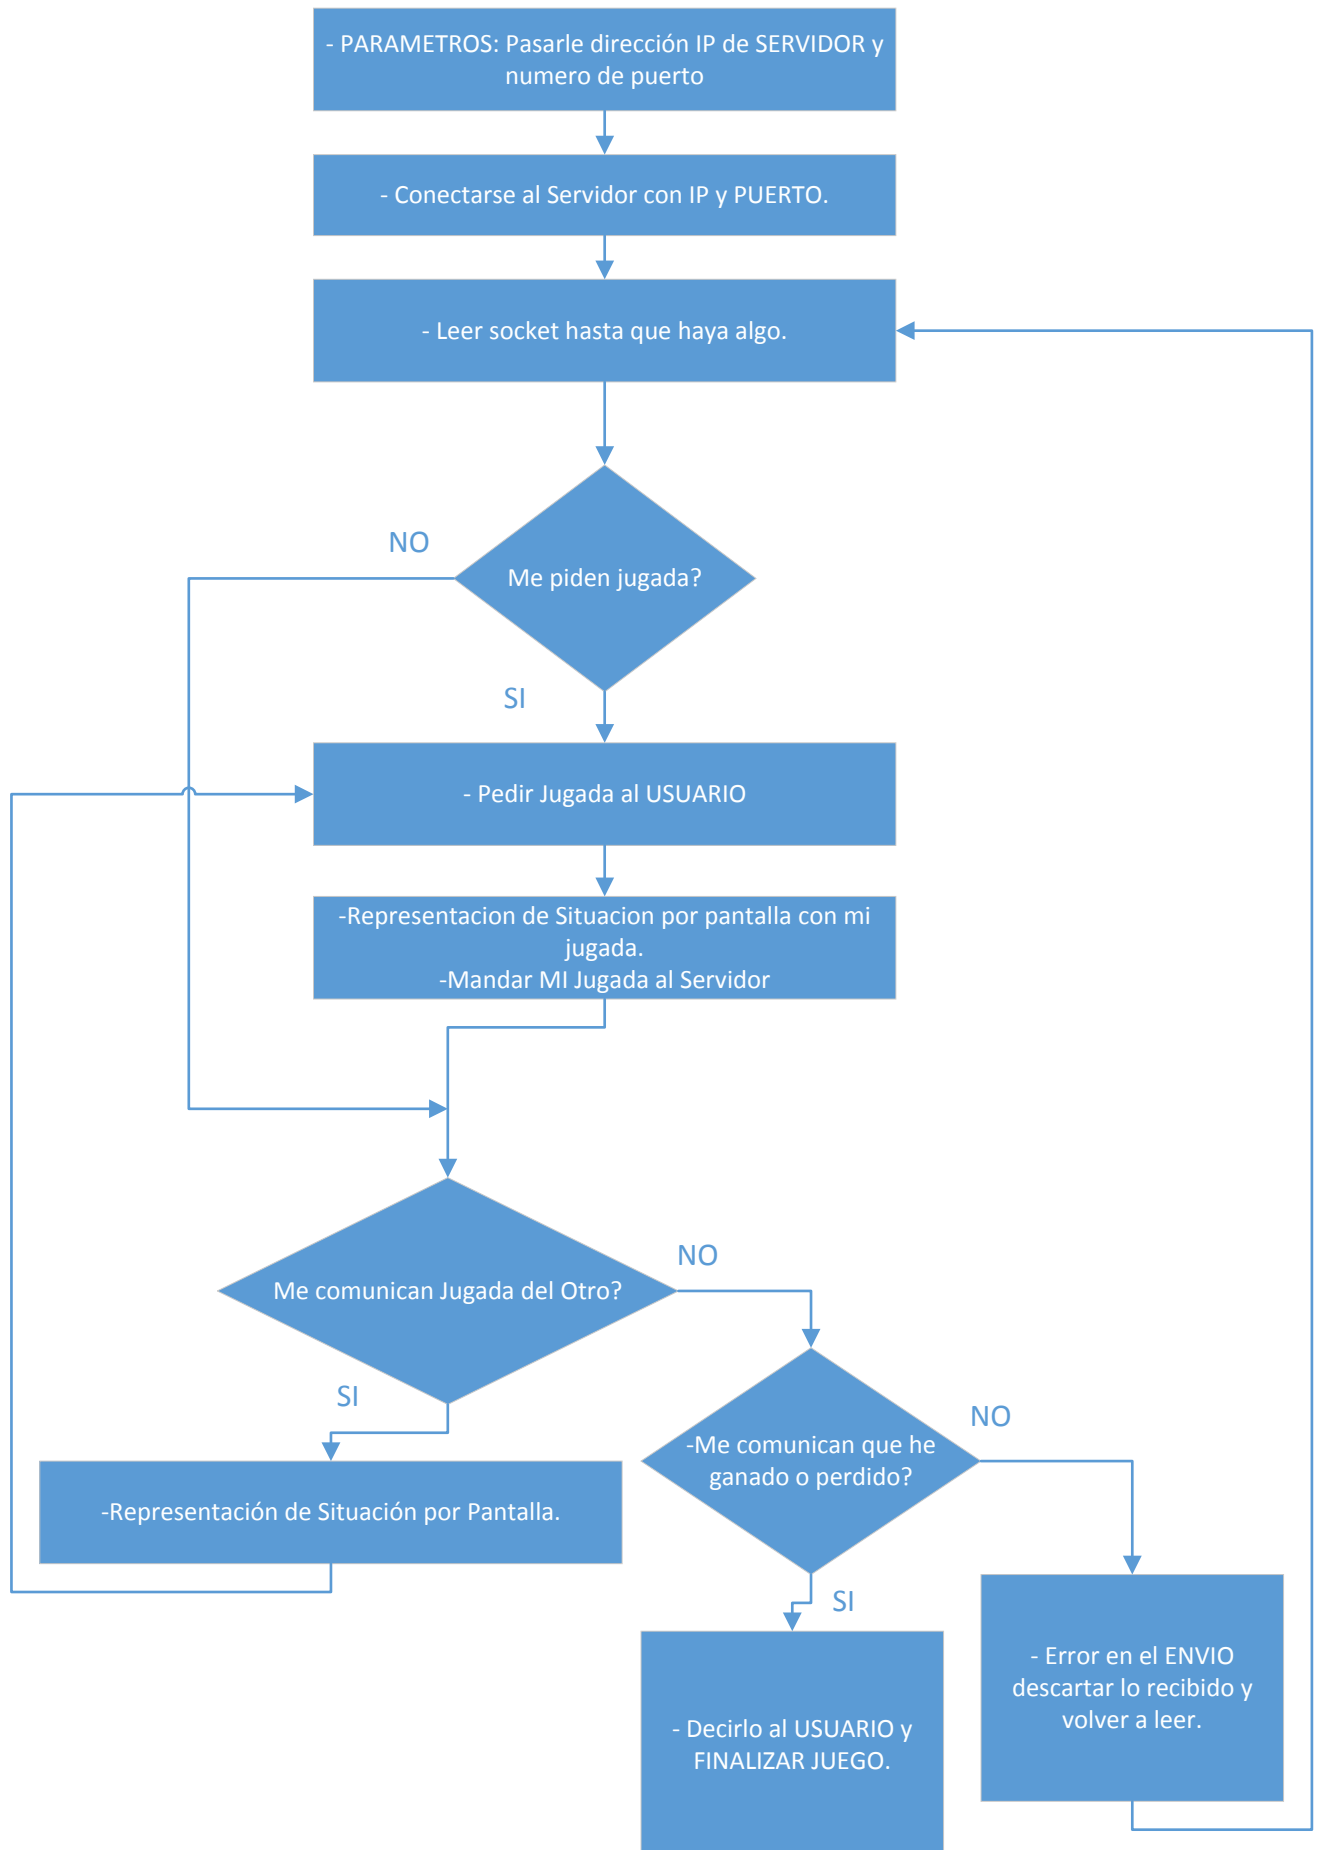 - PARAMETROS: Pasarle dirección IP de SERVIDOR y
numero de puerto
- Conectarse al Servidor con IP y PUERTO.
- Leer socket hasta que haya algo.
NO
Me piden jugada?
SI
- Pedir Jugada al USUARIO
-Representacion de Situacion por pantalla con mi
jugada.
-Mandar MI Jugada al Servidor
NO
Me comunican Jugada del Otro?
SI
NO
-Me comunican que he
ganado o perdido?
-Representación de Situación por Pantalla.
SI
- Error en el ENVIO
descartar lo recibido y
volver a leer.
- Decirlo al USUARIO y
FINALIZAR JUEGO.